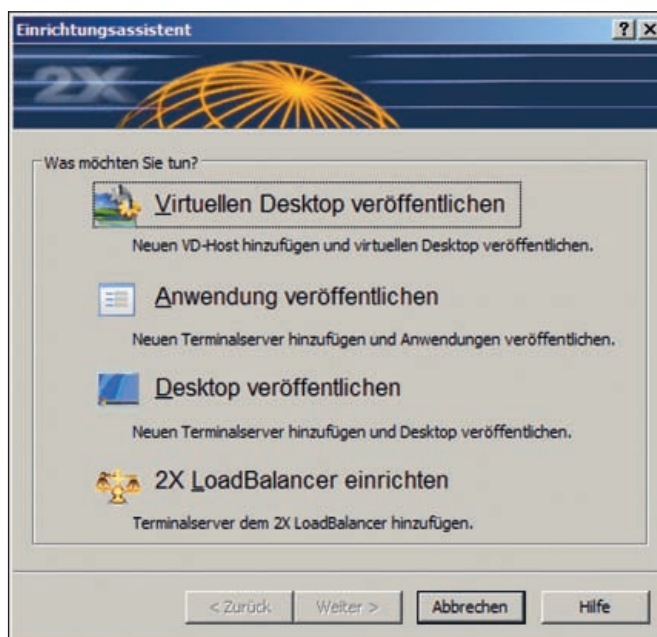 Einrichtungsassistent
2X
Was möchten Sie tun?
Virtuellen Desktop veröffentlichen
Neuen VD-Host hinzufügen und virtuellen Desktop veröffentlichen.
Anwendung veröffentlichen
Neuen Terminalserver hinzufügen und Anwendungen veröffentlichen.
Desktop veröffentlichen
Neuen Terminalserver hinzufügen und Desktop veröffentlichen.
2X LoadBalancer einrichten
Terminalserver dem 2X LoadBalancer hinzufügen.
< Zurück Weiter > Abbrechen Hilfe